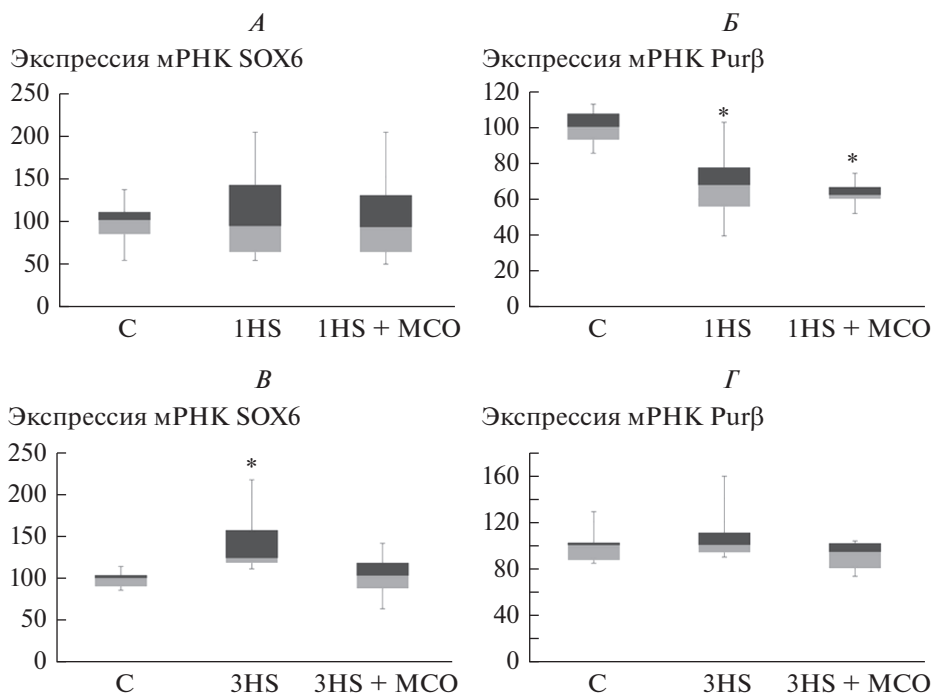 А
Экспрессия мРНК SOX6
250
200
150
100
50
0
C
1HS
1HS + MCO
Б
Экспрессия мРНК Purβ
120
100
80
60
40
20
0
*
*
C
1HS
1HS + MCO
В
Экспрессия мРНК SOX6
250
200
150
100
50
0
*
C
3HS
3HS + MCO
Г
Экспрессия мРНК Purβ
160
120
80
40
0
C
3HS
3HS + MCO